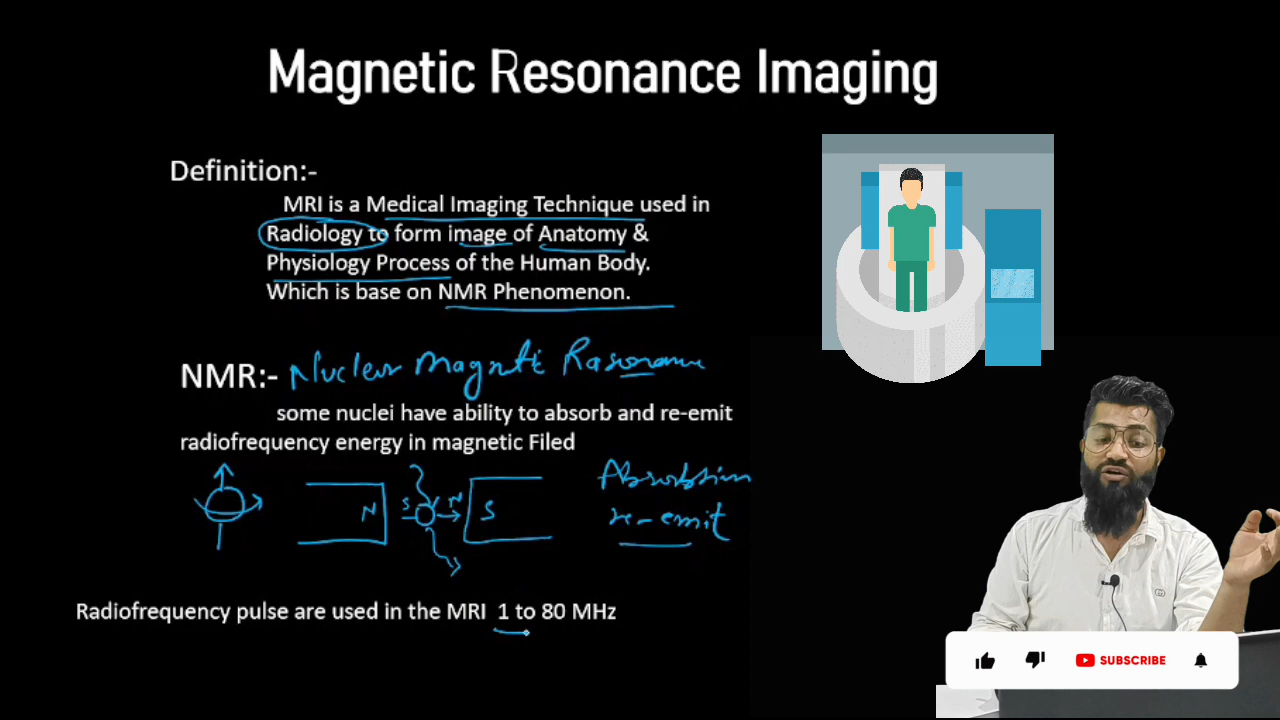 Magnetic Resonance Imaging
Definition:-
MRI is a Medical Imaging Technique used in
Radiology to form image of Anatomy &
Physiology Process of the Human Body.
Which is base on NMR Phenomenon.
NMR:- Nuclear Magnetic Rasonance
some nuclei have ability to absorb and re-emit
radiofrequency energy in magnetic Filed
N S N S
Absorbtion
re-emit
Radiofrequency pulse are used in the MRI 1 to 80 MHz
SUBSCRIBE